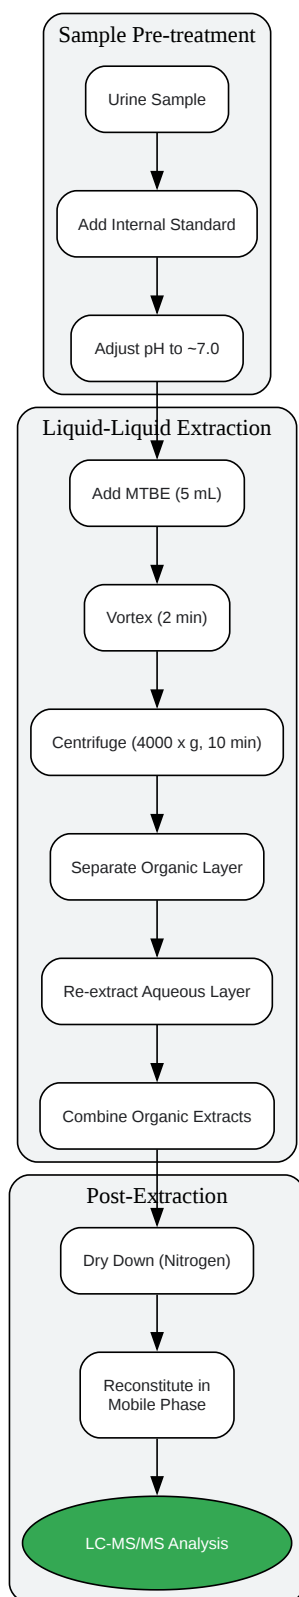 Sample Pre-treatment
Urine Sample
Add Internal Standard
Adjust pH to ~7.0
Liquid-Liquid Extraction
Add MTBE (5 mL)
Vortex (2 min)
Centrifuge (4000 x g, 10 min)
Separate Organic Layer
Re-extract Aqueous Layer
Combine Organic Extracts
Post-Extraction
Dry Down (Nitrogen)
Reconstitute in
Mobile Phase
LC-MS/MS Analysis